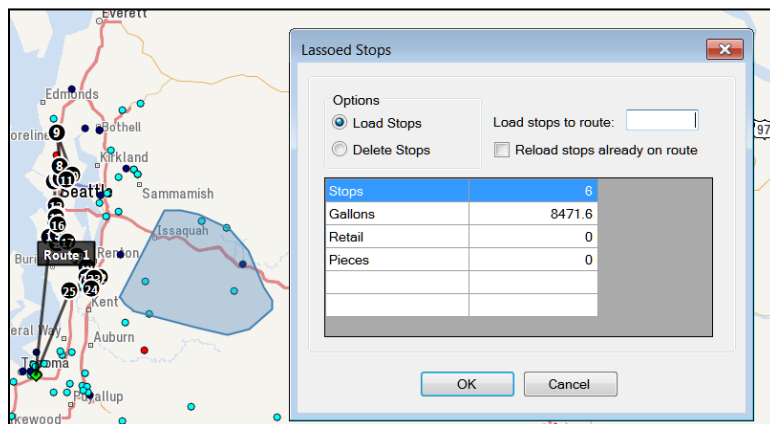 Everett
Lassoed Stops
Edmonds
Options
Load Stops
Load stops to route:
Bothell
9
97
oreline
Delete Stops
Reload stops already on route
Kirkland
8
11
Stops 6
Seattle
Sammamish
Gallons 8471.6
16
Retail 0
Issaquah
17
Pieces 0
Route 1
Renton
Buri
25
24
Kent
eral Way
Auburn
Tacoma
OK
Cancel
Puyallup
kewood